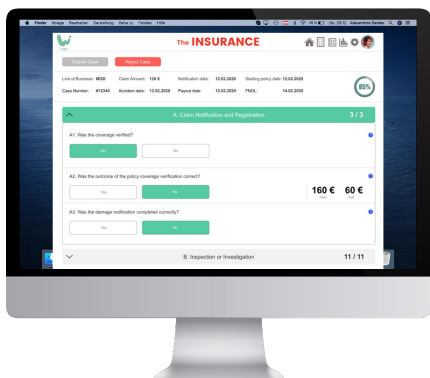 Finder Ablage Bearbeiten Darstellung Gehe zu Fenster Hilfe
The INSURANCE
Submit Case
Reject Case
Line of Business: MOD Claim Amount: 120 € Notification date: 12.02.2020 Starting policy date: 12.02.2020
Case Number: #12345 Accident date: 12.02.2020 Payout date: 12.02.2020 FNOL: 14.02.2020
85%
A. Claim Notification and Registration 3 / 3
A1. Was the coverage verified?
Yes
No
A2. Was the outcome of the policy coverage verification correct?
Yes
No
160 € 60 €
A3. Was the damage notification completed correctly?
Yes
No
B. Inspection or Investigation 11 / 11